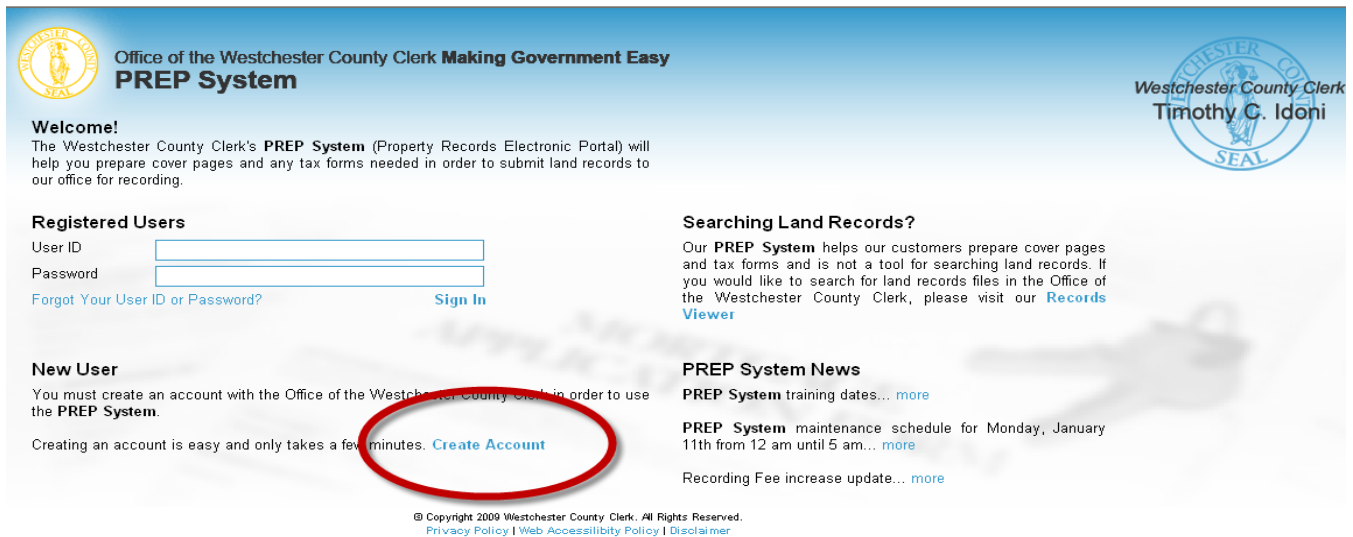 Office of the Westchester County Clerk Making Government Easy
PREP System
Westchester County Clerk
Timothy C. Idoni
WESTCHESTER COUNTY
SEAL
Welcome!
The Westchester County Clerk's PREP System (Property Records Electronic Portal) will
help you prepare cover pages and any tax forms needed in order to submit land records to
our office for recording.
Registered Users
User ID
Password
Forgot Your User ID or Password? Sign In
Searching Land Records?
Our PREP System helps our customers prepare cover pages
and tax forms and is not a tool for searching land records. If
you would like to search for land records files in the Office of
the Westchester County Clerk, please visit our Records
Viewer
MORTGAGE
APPLICATION
New User
You must create an account with the Office of the Westchester County Clerk in order to use
the PREP System.
Creating an account is easy and only takes a few minutes. Create Account
PREP System News
PREP System training dates... more
PREP System maintenance schedule for Monday, January
11th from 12 am until 5 am... more
Recording Fee increase update... more
© Copyright 2009 Westchester County Clerk. All Rights Reserved.
Privacy Policy | Web Accessilibity Policy | Disclaimer